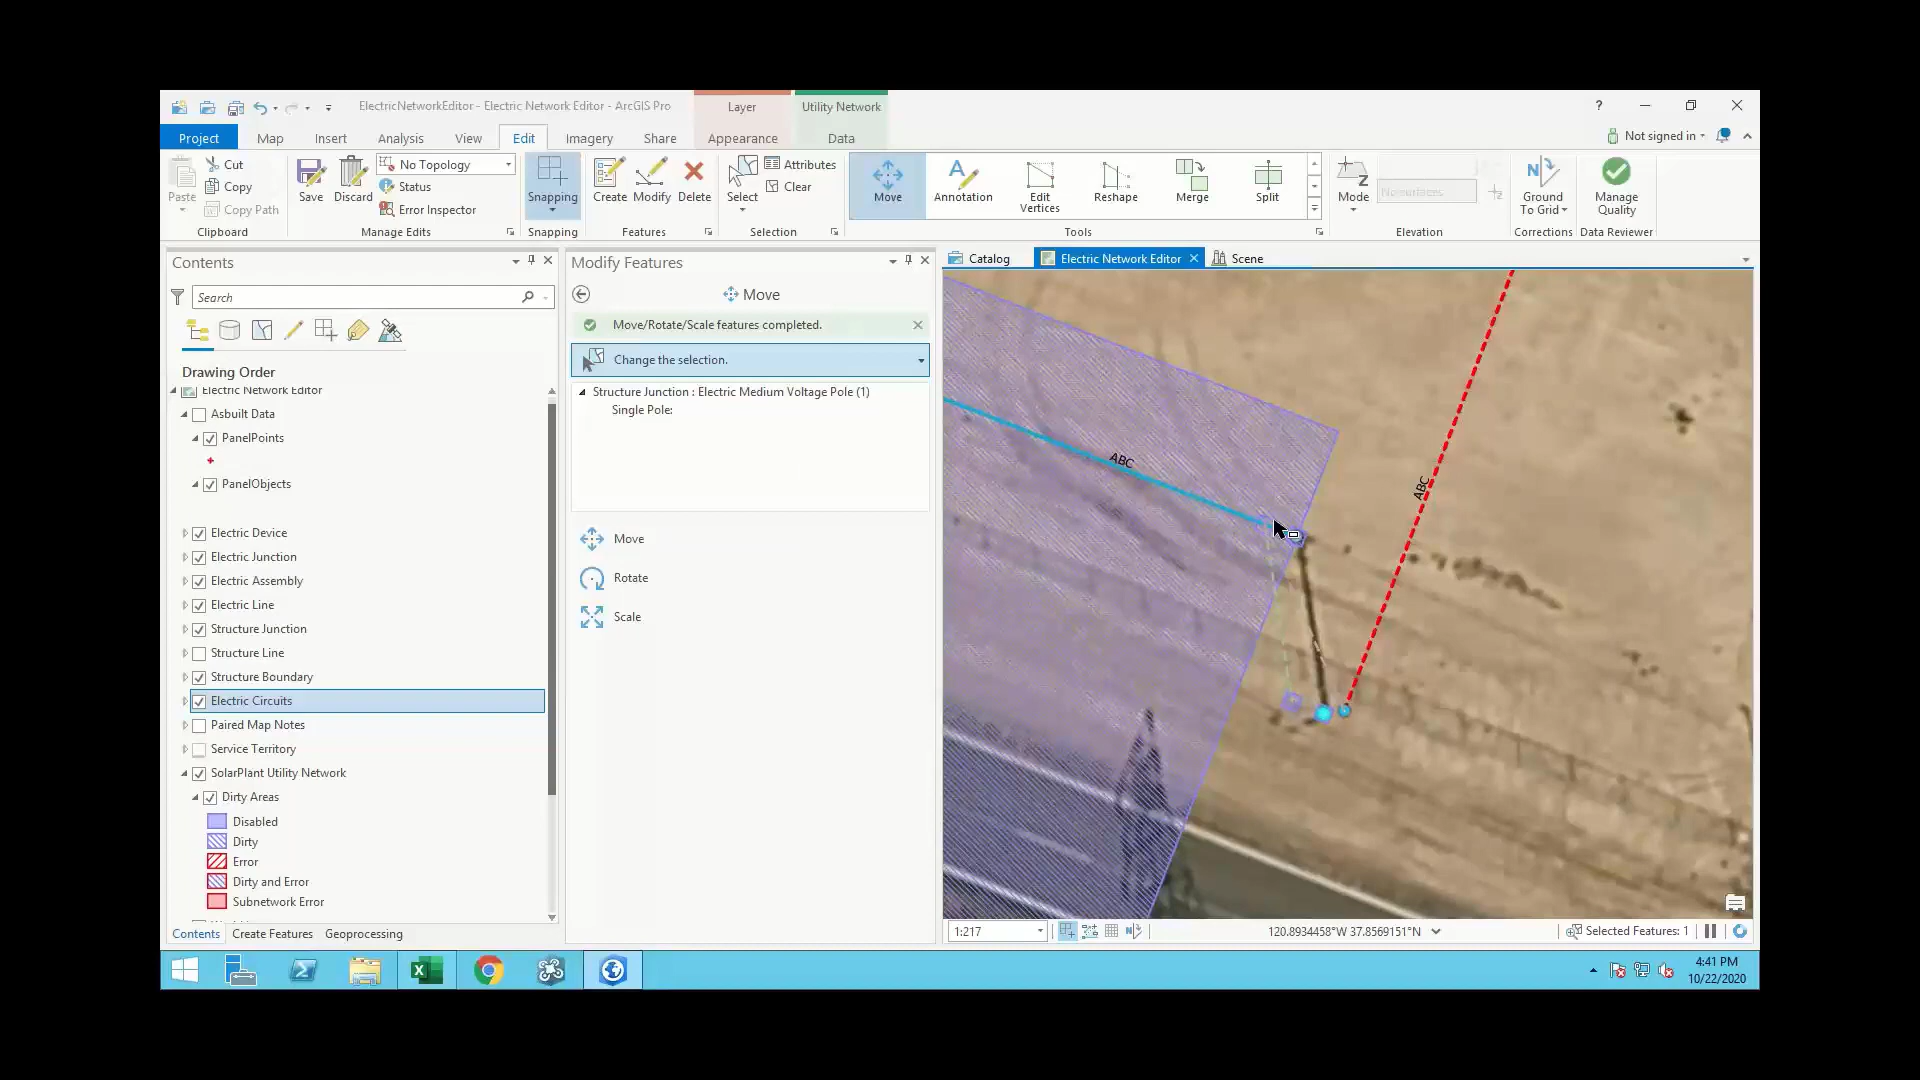 ElectricNetworkEditor - Electric Network Editor - ArcGIS Pro
Layer
Utility Network
?
Project
Map
Insert
Analysis
View
Edit
Imagery
Share
Appearance
Data
Not signed in
Paste
Cut
Copy
Copy Path
Clipboard
Save
Discard
No Topology
Status
Error Inspector
Manage Edits
Snapping
Snapping
Create
Modify
Delete
Features
Select
Attributes
Clear
Selection
Move
Annotation
Edit
Vertices
Reshape
Merge
Split
Tools
Mode
Elevation
Ground
To Grid
Corrections
Manage
Quality
Data Reviewer
Contents
Search
Drawing Order
Electric Network Editor
Asbuilt Data
PanelPoints
PanelObjects
Electric Device
Electric Junction
Electric Assembly
Electric Line
Structure Junction
Structure Line
Structure Boundary
Electric Circuits
Paired Map Notes
Service Territory
SolarPlant Utility Network
Dirty Areas
Disabled
Dirty
Error
Dirty and Error
Subnetwork Error
Contents
Create Features
Geoprocessing
Modify Features
Move
Move/Rotate/Scale features completed.
Change the selection.
Structure Junction : Electric Medium Voltage Pole (1)
Single Pole:
Move
Rotate
Scale
Catalog
Electric Network Editor
Scene
ABC
ABC
1:217
120.8934458°W 37.8569151°N
Selected Features: 1
4:41 PM
10/22/2020